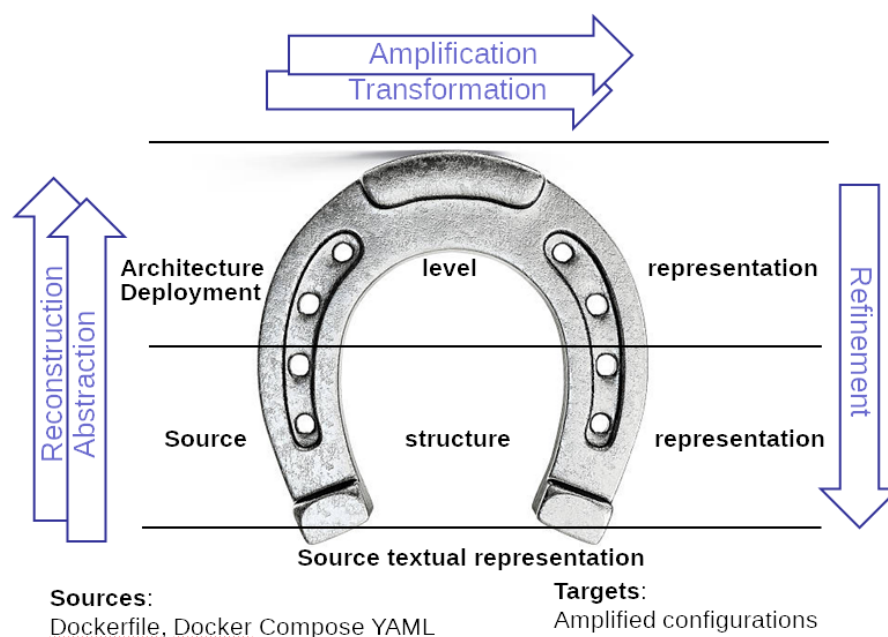 Amplification
Transformation
Reconstruction
Abstraction
Architecture level representation
Deployment
Refinement
Source structure representation
Source textual representation
Sources:
Dockerfile, Docker Compose YAML
Targets:
Amplified configurations